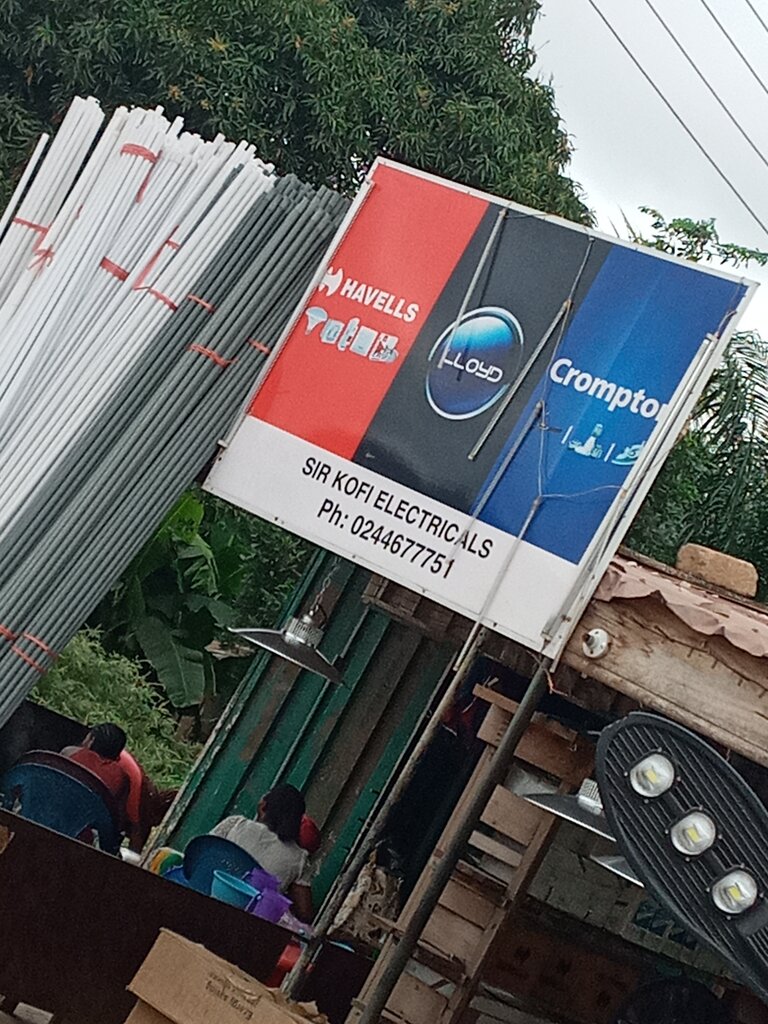 HAVELLS
LLOYD
Crompto
SIR KOFI ELECTRICALS
Ph: 0244677751